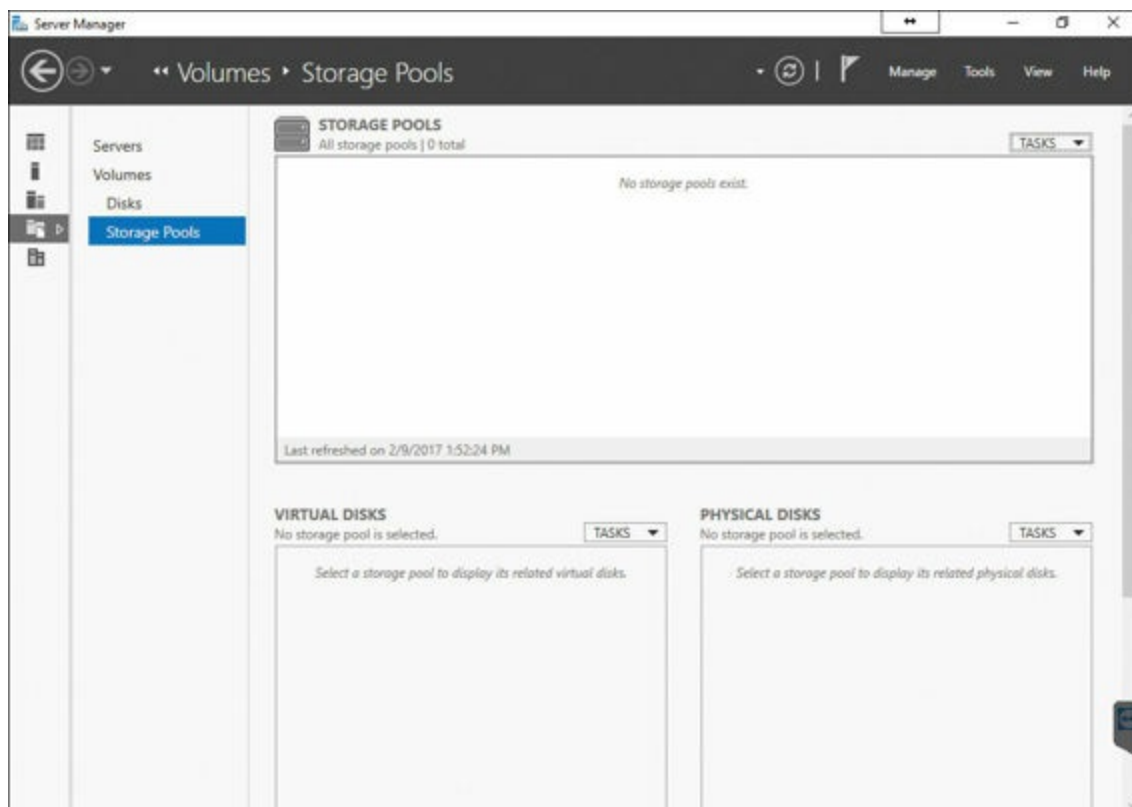 Server Manager
Volumes Storage Pools
Manage Tools View Help
Servers
Volumes
Disks
Storage Pools
STORAGE POOLS
All storage pools | 0 total
TASKS
No storage pools exist.
Last refreshed on 2/9/2017 1:52:24 PM
VIRTUAL DISKS
No storage pool is selected.
TASKS
Select a storage pool to display its related virtual disks.
PHYSICAL DISKS
No storage pool is selected.
TASKS
Select a storage pool to display its related physical disks.